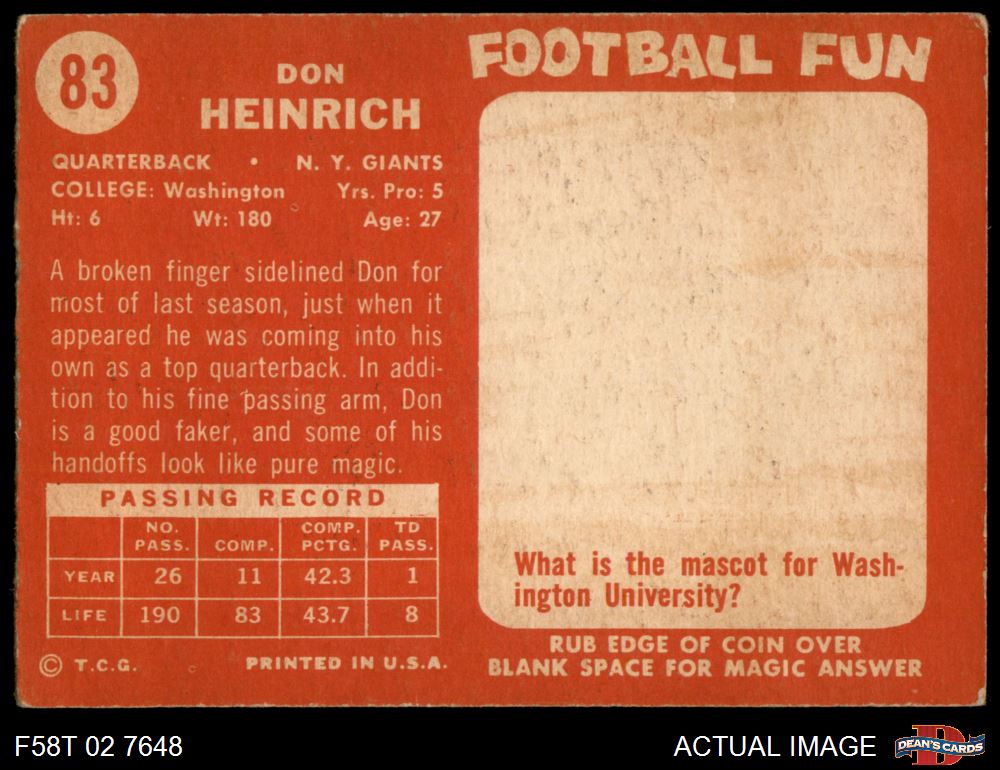 83
DON
HEINRICH
QUARTERBACK • N. Y. GIANTS
COLLEGE: Washington Yrs. Pro: 5
Ht: 6 Wt: 180 Age: 27
A broken finger sidelined Don for
most of last season, just when it
appeared he was coming into his
own as a top quarterback. In addi-
tion to his fine passing arm, Don
is a good faker, and some of his
handoffs look like pure magic.
PASSING RECORD
NO. PASS. COMP. COMP. PCTG. TD PASS.
YEAR 26 11 42.3 1
LIFE 190 83 43.7 8
© T.C.G. PRINTED IN U.S.A.
FOOTBALL FUN
What is the mascot for Wash-
ington University?
RUB EDGE OF COIN OVER
BLANK SPACE FOR MAGIC ANSWER
F58T 02 7648
ACTUAL IMAGE
D
DEAN'S CARDS